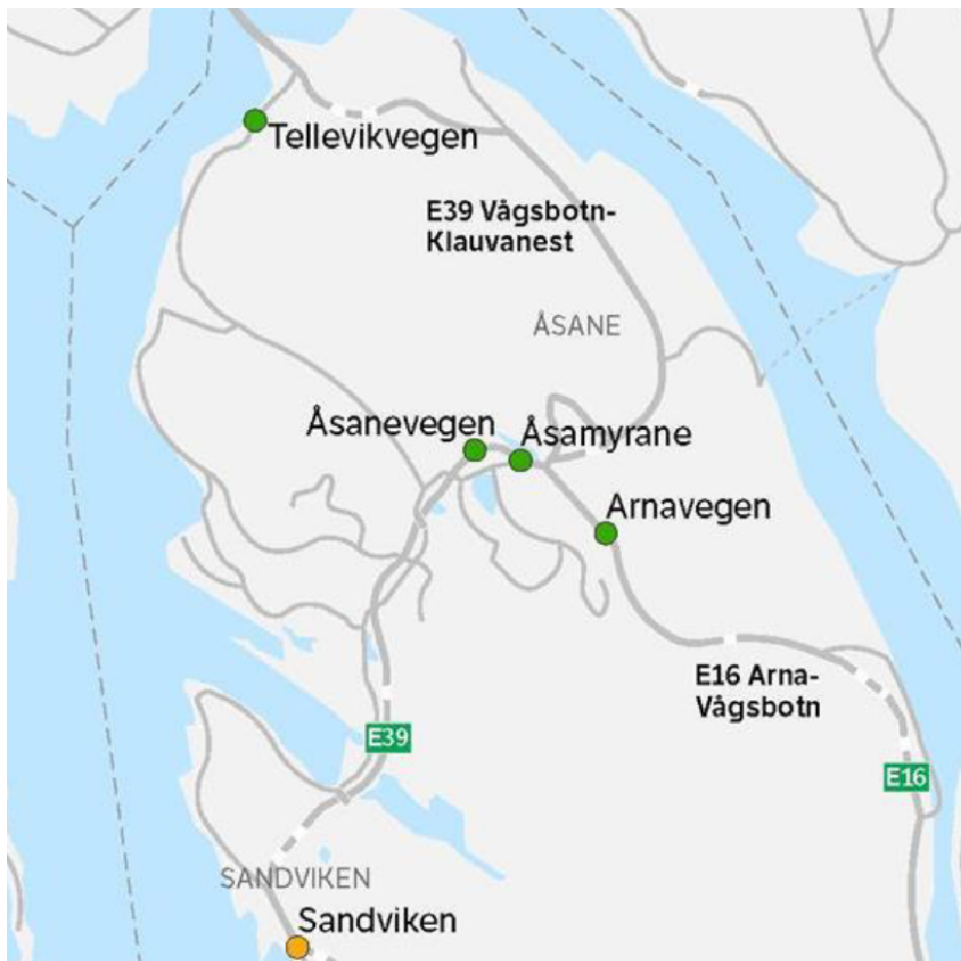 Tellevikvegen
E39 Vågsbotn-
Klauvanest
ÅSANE
Åsanevegen
Åsamyrane
Arnavegen
E16 Arna-
Vågsbotn
E39
E16
SANDVIKEN
Sandviken